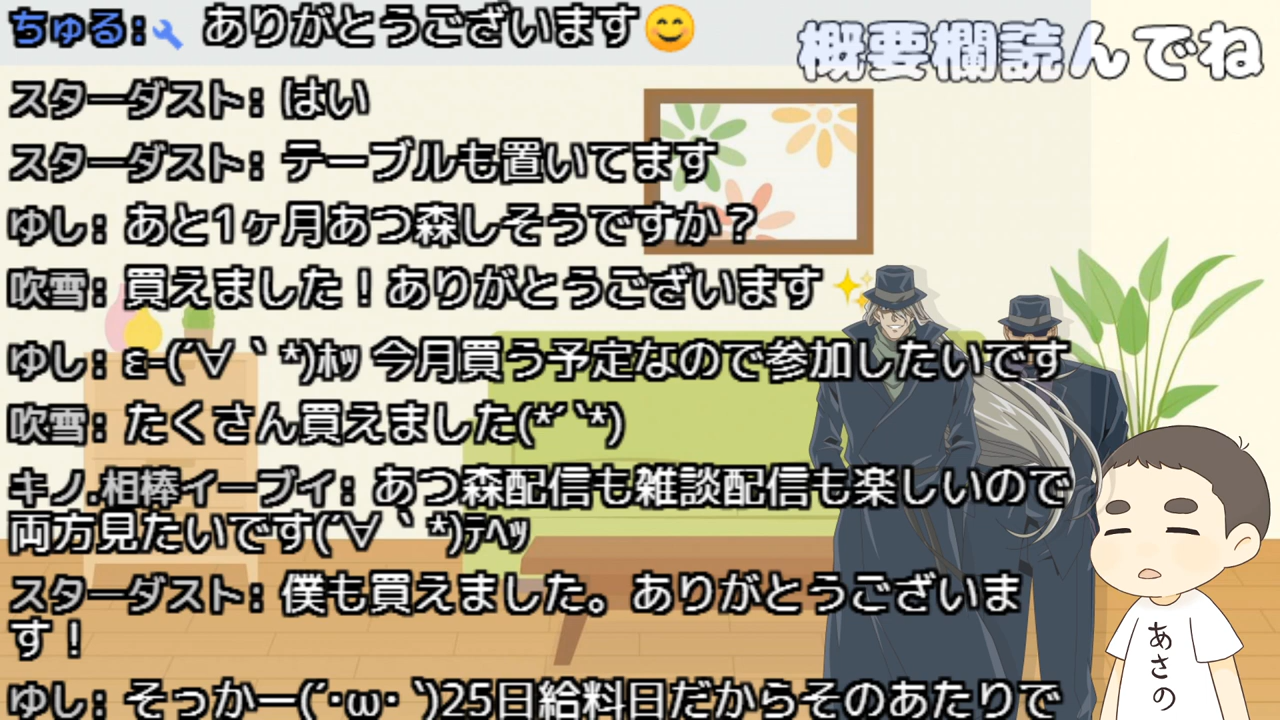 ちゅる: ありがとうございます😊
概要欄読んでね
スターダスト: はい
スターダスト: テーブルも置いてます
ゆし: あと1ヶ月あつ森しそうですか？
吹雪: 買えました！ありがとうございます✨
ゆし: ε-(´∀｀*)ﾎｯ 今月買う予定なので参加したいです
吹雪: たくさん買えました(*´`*)
キノ.相棒イーブイ: あつ森配信も雑談配信も楽しいので
両方見たいです(´∀｀*)ﾃﾍｯ
スターダスト: 僕も買えました。ありがとうございま
す！
ゆし: そっかー(´･ω･`)25日給料日だからそのあたりで
あさの